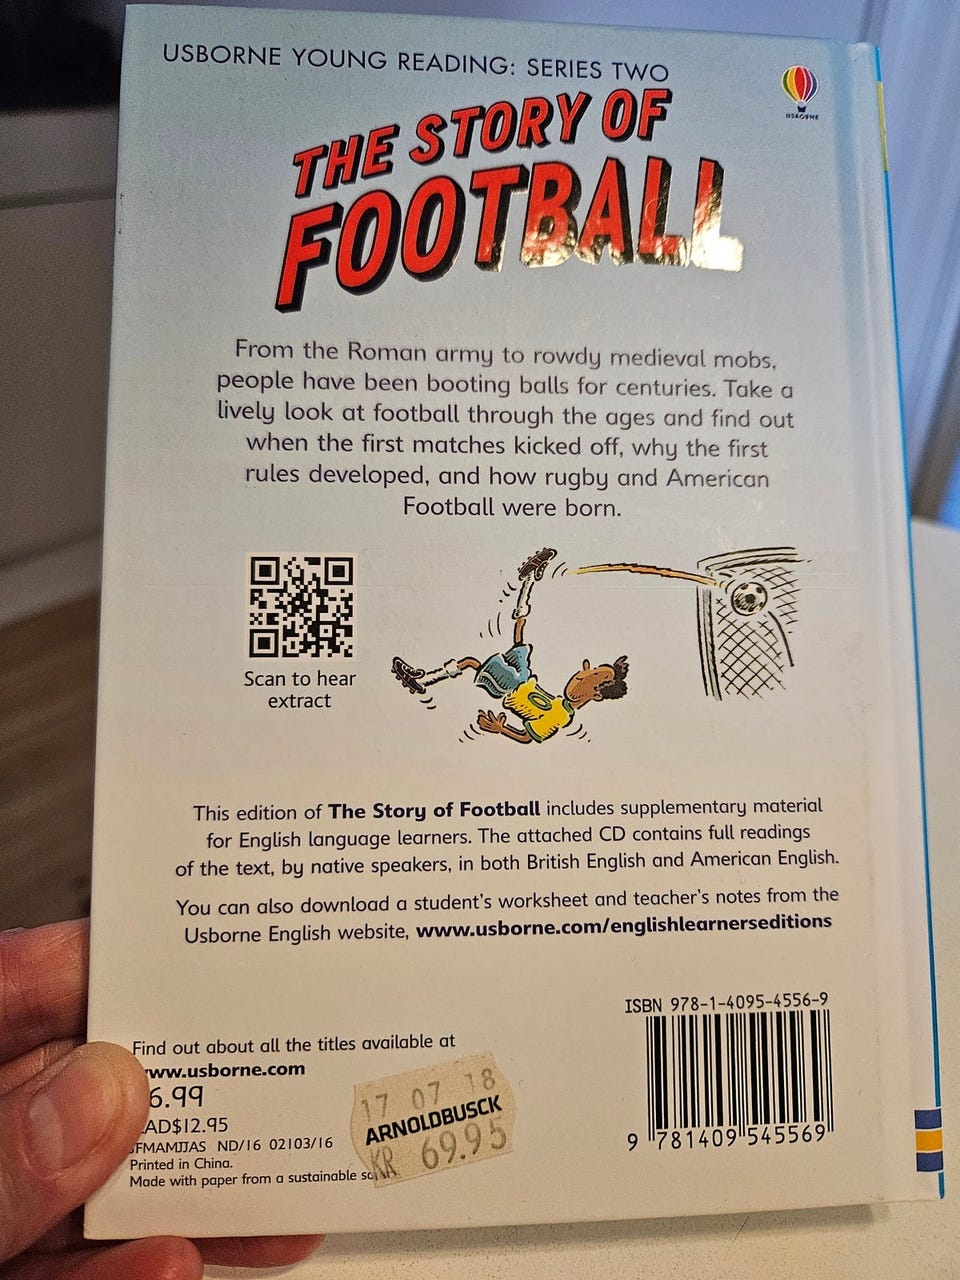 USBORNE YOUNG READING: SERIES TWO
USBORNE
THE STORY OF
FOOTBALL
From the Roman army to rowdy medieval mobs,
people have been booting balls for centuries. Take a
lively look at football through the ages and find out
when the first matches kicked off, why the first
rules developed, and how rugby and American
Football were born.
Scan to hear
extract
This edition of The Story of Football includes supplementary material
for English language learners. The attached CD contains full readings
of the text, by native speakers, in both British English and American English.
You can also download a student's worksheet and teacher's notes from the
Usborne English website, www.usborne.com/englishlearnerseditions
ISBN 978-1-4095-4556-9
9 781409 545569
Find out about all the titles available at
www.usborne.com
6.99
AD$12.95
JFMAMJJAS ND/16 02103/16
Printed in China.
Made with paper from a sustainable
17 07 18
ARNOLDBUSCK
KR 69.95